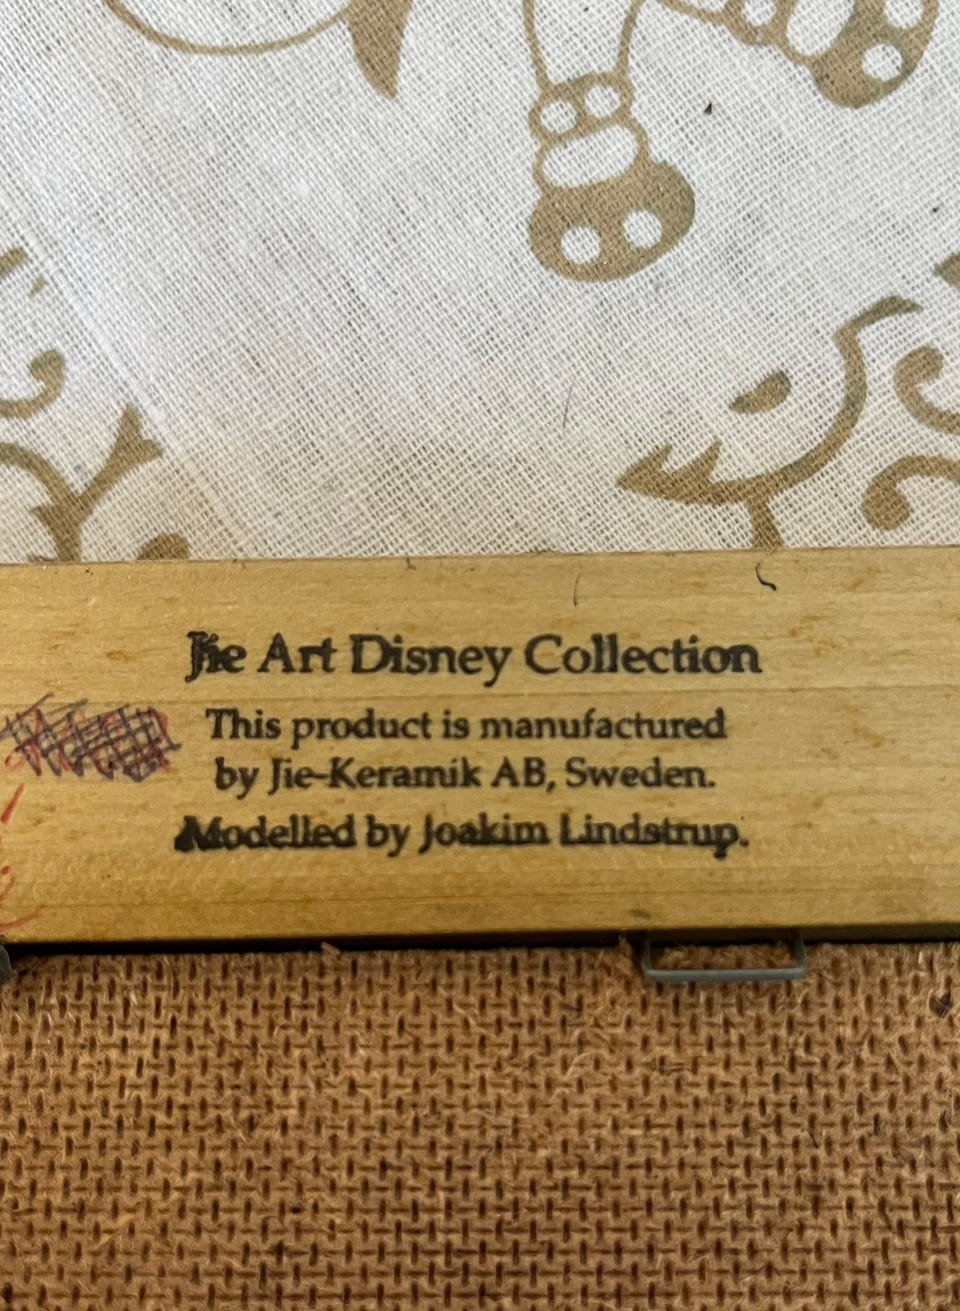 Jie Art Disney Collection
This product is manufactured
by Jie-Keramik AB, Sweden.
Modelled by Joakim Lindstrup.